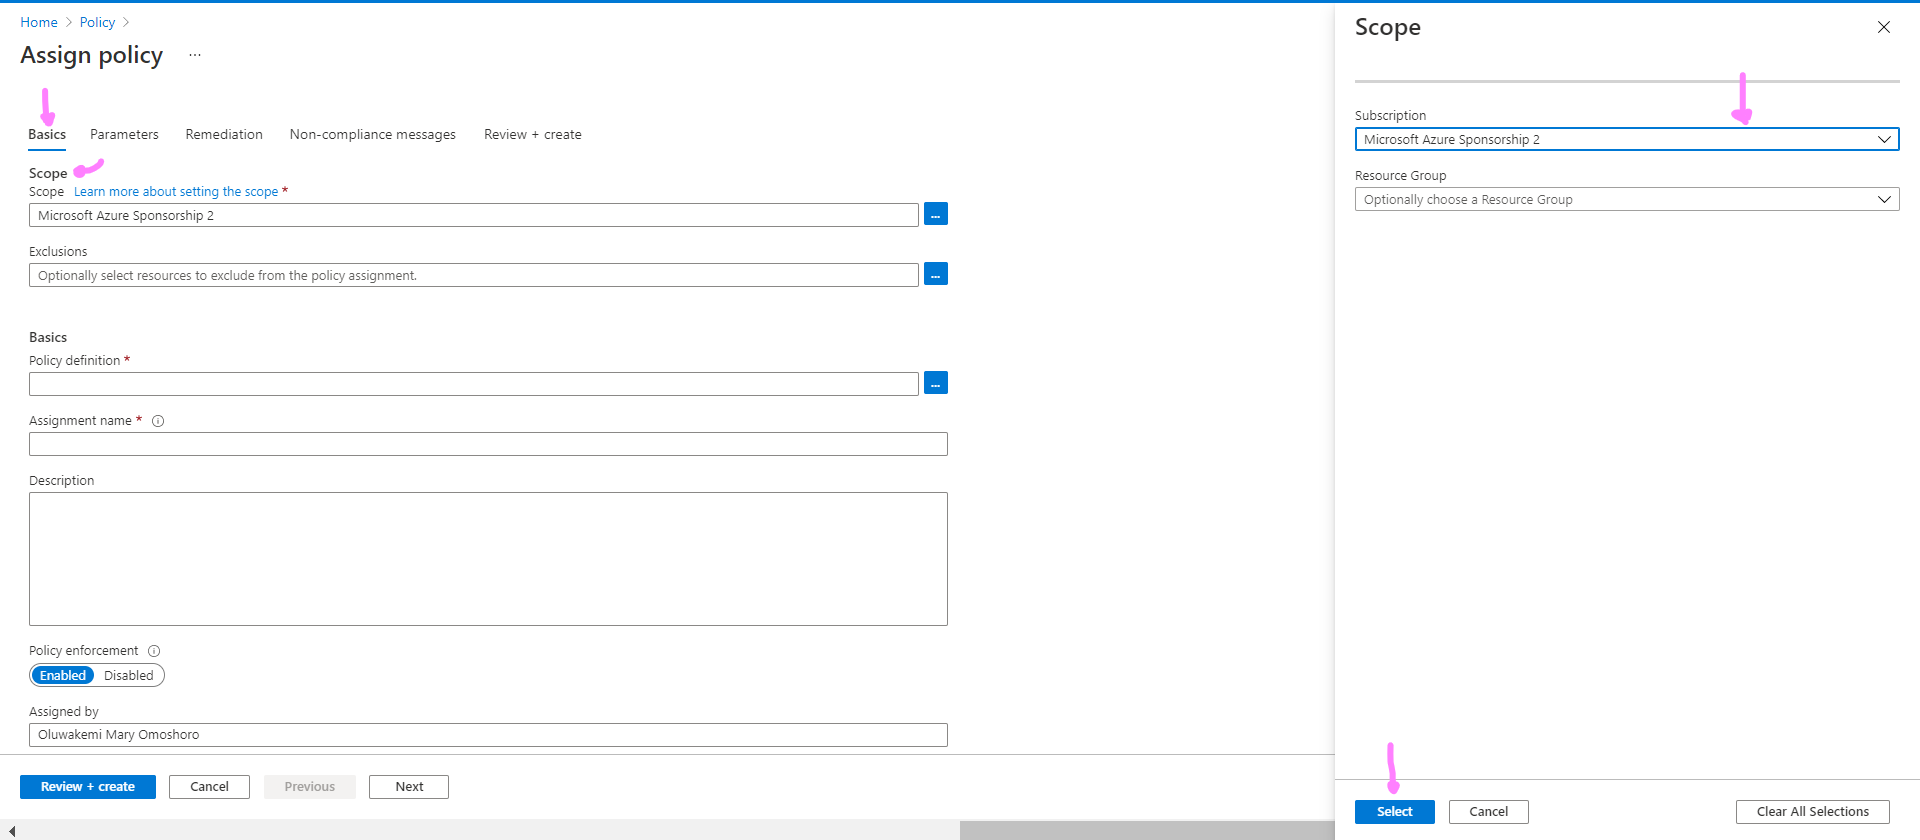 Home > Policy >
Assign policy ...
Basics Parameters Remediation Non-compliance messages Review + create
Scope
Scope Learn more about setting the scope *
Microsoft Azure Sponsorship 2 ...
Exclusions
Optionally select resources to exclude from the policy assignment. ...
Basics
Policy definition *
...
Assignment name *
Description
Policy enforcement
Enabled Disabled
Assigned by
Oluwakemi Mary Omoshoro
Review + create Cancel Previous Next
Scope
Subscription
Microsoft Azure Sponsorship 2
Resource Group
Optionally choose a Resource Group
Select Cancel Clear All Selections